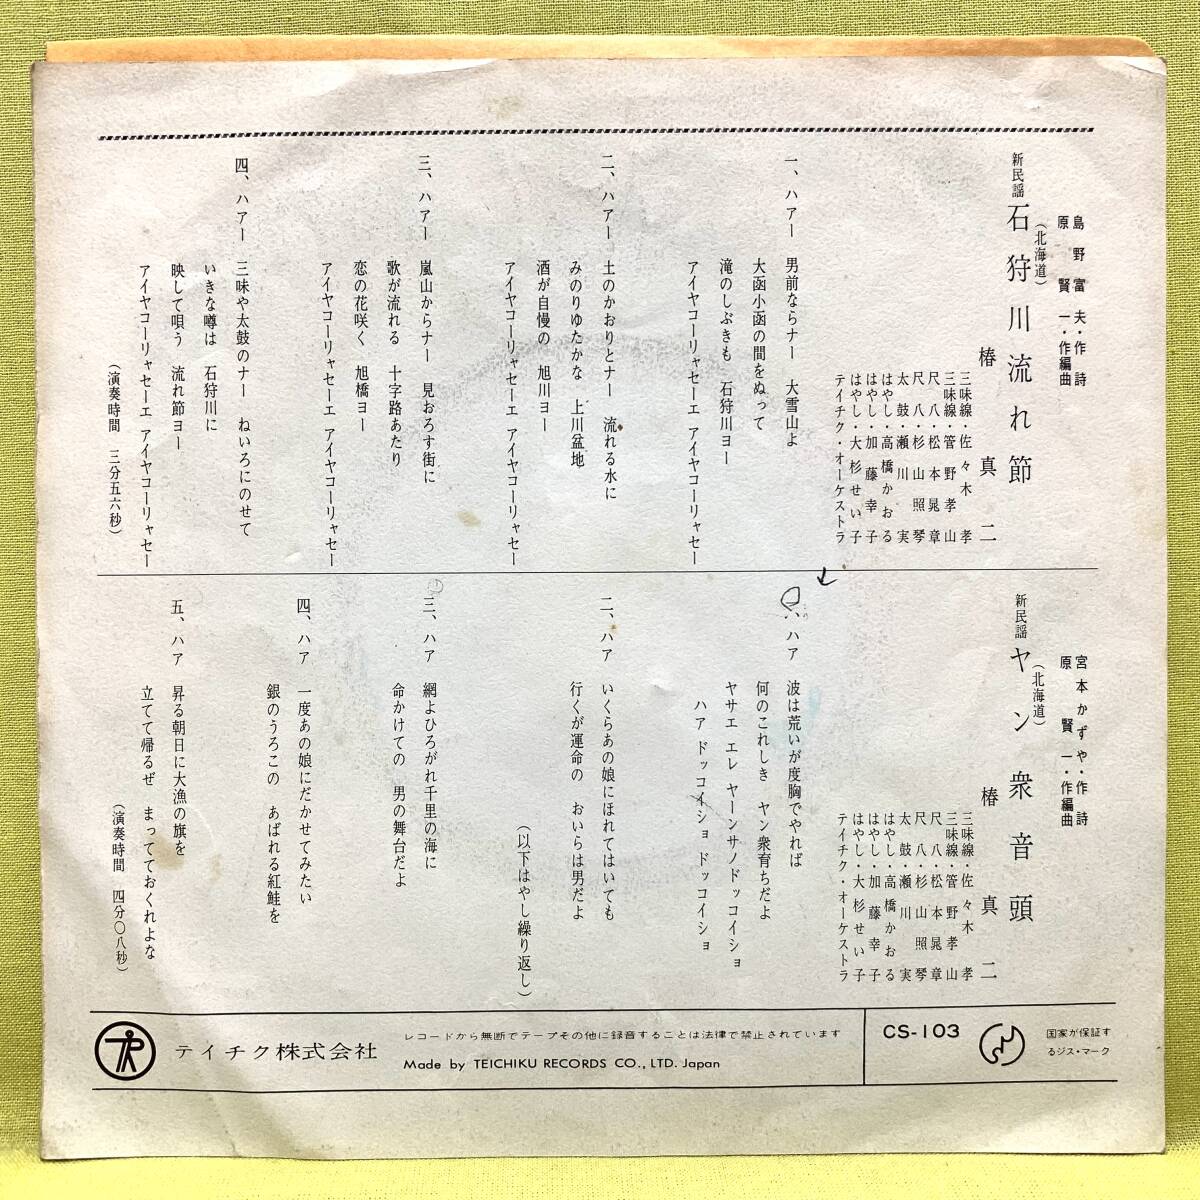 島野富夫・作詩
原賢一・作編曲
新民謡 石狩川流れ節
(北海道)
椿真二
三味線・佐々木孝
三味線・菅野孝山
尺八・松本晁章
尺八・杉山照琴
太鼓・瀬川実
はやし・高橋かおる
はやし・加藤幸子
はやし・大杉せい子
テイチク・オーケストラ
一、ハアー 男前ならナー 大雪山よ
大函小函の間をぬって
滝のしぶきも 石狩川ヨー
アイヤコーリャセーエ アイヤコーリャセー
二、ハアー 土のかおりとナー 流れる水に
みのりゆたかな 上川盆地
酒が自慢の 旭川ヨー
アイヤコーリャセーエ アイヤコーリャセー
三、ハアー 嵐山からナー 見おろす街に
歌が流れる 十字路あたり
恋の花咲く 旭橋ヨー
アイヤコーリャセーエ アイヤコーリャセー
四、ハアー 三味や太鼓のナー ねいろにのせて
いきな噂は 石狩川に
映して唄う 流れ節ヨー
アイヤコーリャセーエ アイヤコーリャセー
(演奏時間 三分五六秒)
宮本かずや・作詩
原賢一・作編曲
新民謡 ヤン衆音頭
(北海道)
椿真二
三味線・佐々木孝
三味線・菅野孝山
尺八・松本晁章
尺八・杉山照琴
太鼓・瀬川実
はやし・高橋かおる
はやし・加藤幸子
はやし・大杉せい子
テイチク・オーケストラ
、ハア 波は荒いが度胸でやれば
何のこれしき ヤン衆育ちだよ
ヤサエ エレ ヤーンサノドッコイショ
ハア ドッコイショ ドッコイショ
二、ハア いくらあの娘にほれてはいても
行くが運命の おいらは男だよ
(以下はやし繰り返し)
三、ハア 網よひろがれ千里の海に
命かけての 男の舞台だよ
四、ハア 一度あの娘にだかせてみたい
銀のうろこの あばれる紅鮭を
五、ハア 昇る朝日に大漁の旗を
立てて帰るぜ まってておくれよな
(演奏時間 四分〇八秒)
テイチク株式会社
レコードから無断でテープその他に録音することは法律で禁止されています
Made by TEICHIKU RECORDS CO., LTD. Japan
CS-103
国家が保証す
るジス・マーク